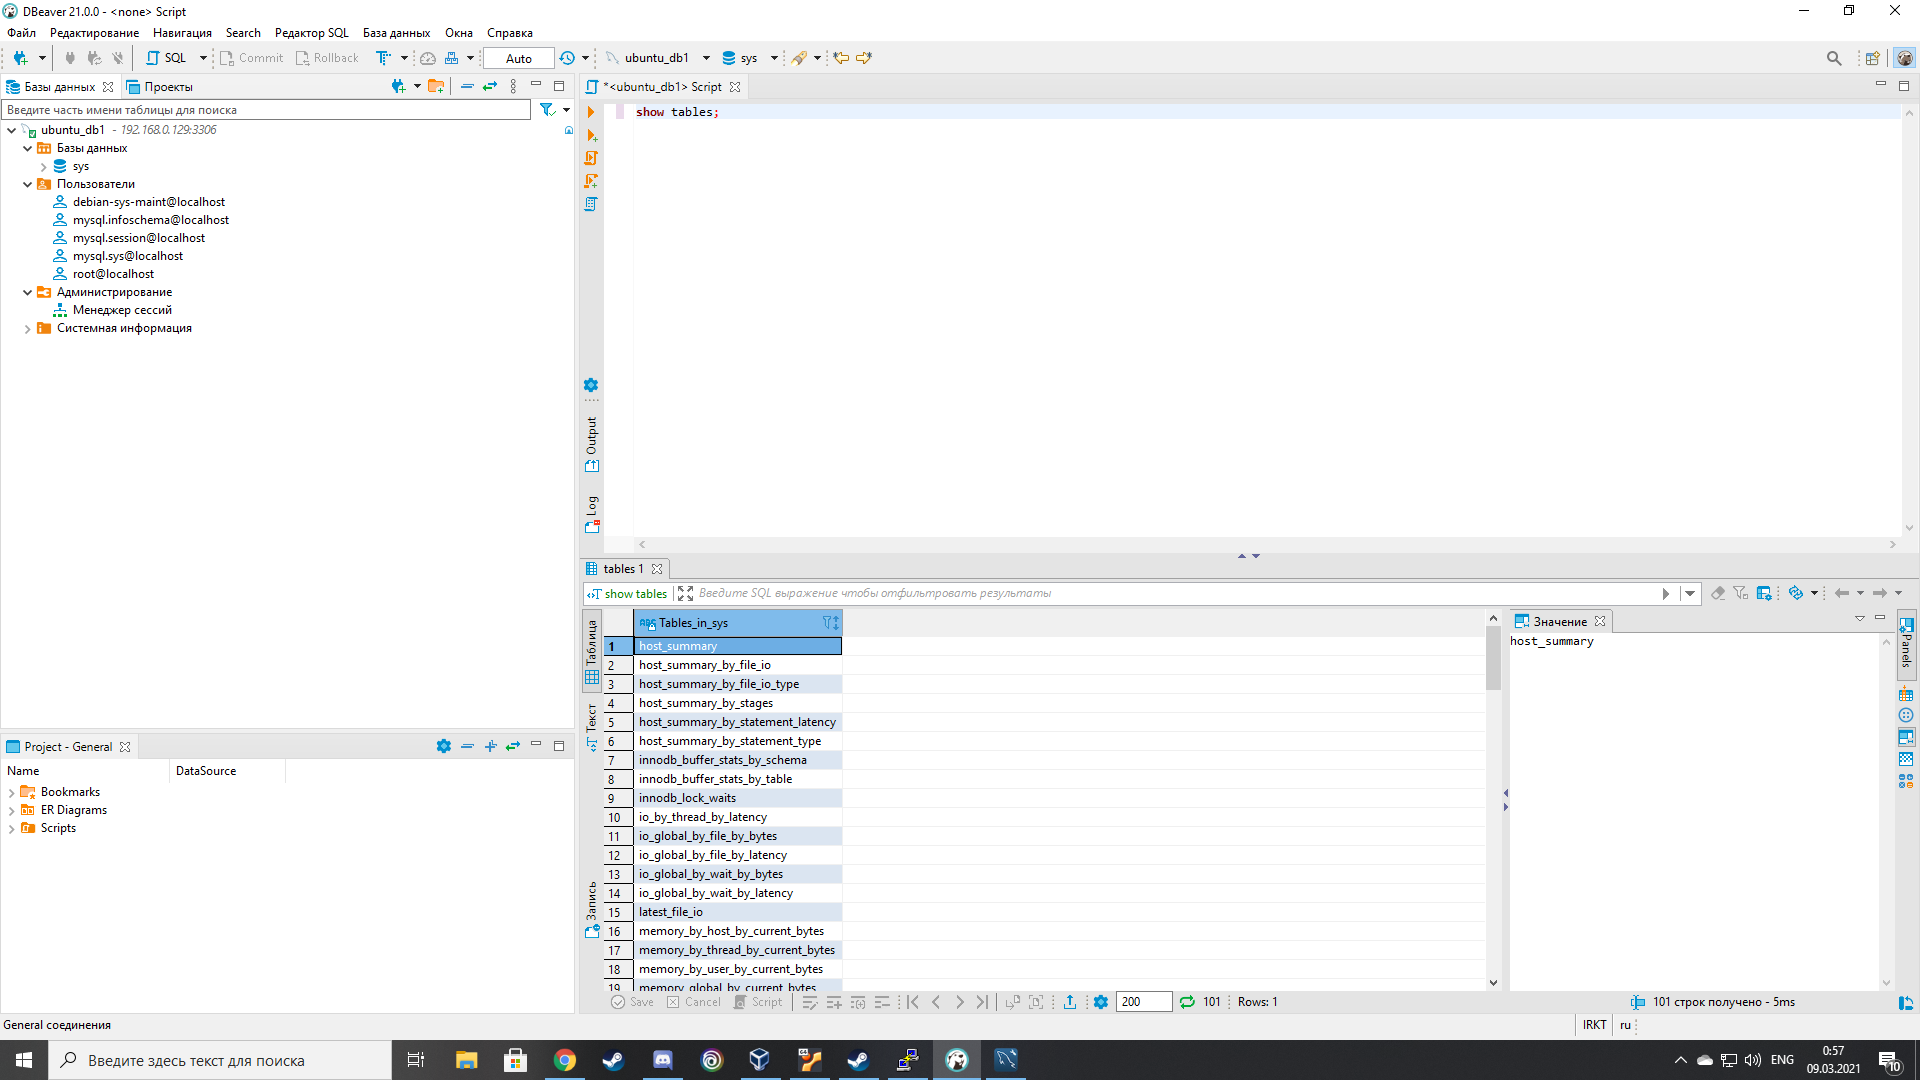 DBeaver 21.0.0 - <none> Script
Файл Редактирование Навигация Search Редактор SQL База данных Окна Справка
SQL Commit Rollback Auto ubuntu_db1 sys
Базы данных Проекты
Введите часть имени таблицы для поиска
ubuntu_db1 - 192.168.0.129:3306
Базы данных
sys
Пользователи
debian-sys-maint@localhost
mysql.infoschema@localhost
mysql.session@localhost
mysql.sys@localhost
root@localhost
Администрирование
Менеджер сессий
Системная информация
Project - General
Name DataSource
Bookmarks
ER Diagrams
Scripts
*<ubuntu_db1> Script
show tables;
Output
Log
tables 1
show tables Введите SQL выражение чтобы отфильтровать результаты
Таблица
Текст
Запись
ABC Tables_in_sys
1 host_summary
2 host_summary_by_file_io
3 host_summary_by_file_io_type
4 host_summary_by_stages
5 host_summary_by_statement_latency
6 host_summary_by_statement_type
7 innodb_buffer_stats_by_schema
8 innodb_buffer_stats_by_table
9 innodb_lock_waits
10 io_by_thread_by_latency
11 io_global_by_file_by_bytes
12 io_global_by_file_by_latency
13 io_global_by_wait_by_bytes
14 io_global_by_wait_by_latency
15 latest_file_io
16 memory_by_host_by_current_bytes
17 memory_by_thread_by_current_bytes
18 memory_by_user_by_current_bytes
19 memory_global_by_current_bytes
Значение
host_summary
Panels
Save Cancel Script 200 101 Rows: 1
101 строк получено - 5ms
General соединения
IRKT ru
Введите здесь текст для поиска
ENG
0:57
09.03.2021
10